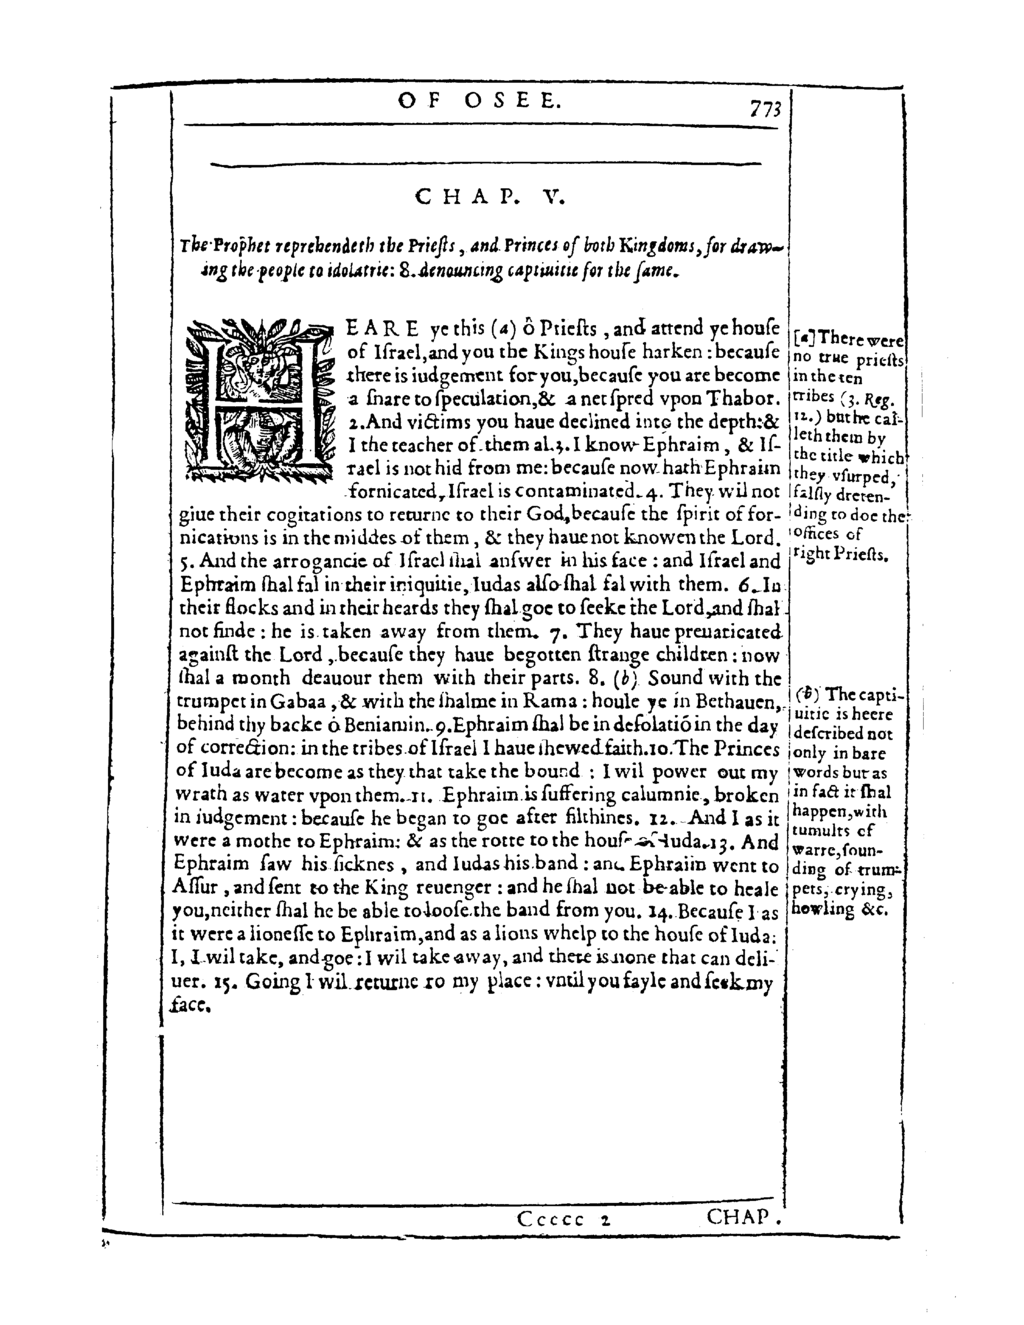 OF OSEE.
773
CHAP. V.
The Prophet reprehendeth the Prieſts, and Princes of both Kingdoms, for draw-
ing the people to idolatrie: 8. denouncing captiuitie for the ſame.
HEARE ye this (a) ô Prieſts, and attend ye houſe
of Iſrael, and you the Kings houſe harken: becauſe
there is iudgement for you, becauſe you are become
a ſnare to ſpeculation, & a net ſpred vpon Thabor.
2. And victims you haue declined into the depth: &
I the teacher of them al. 3. I know Ephraim, & Iſ-
rael is not hid from me: becauſe now hath Ephraim
fornicated, Iſrael is contaminated. 4. They wil not
giue their cogitations to returne to their God, becauſe the ſpirit of for-
nications is in the middes of them, & they haue not knowen the Lord.
5. And the arrogancie of Iſrael ſhal anſwer in his face: and Iſrael and
Ephraim ſhal fal in their iniquitie, Iudas alſo ſhal fal with them. 6. In
their flocks and in their heards they ſhal goe to ſeeke the Lord, and ſhal
not finde: he is taken away from them. 7. They haue preuaricated
againſt the Lord, becauſe they haue begotten ſtrange children: now
ſhal a month deuour them with their parts. 8. (b) Sound with the
trumpet in Gabaa, & with the ſhalme in Rama: houle ye in Bethauen,
behind thy backe ô Beniamin. 9. Ephraim ſhal be in deſolatiō in the day
of correction: in the tribes of Iſrael I haue ſhewed faith. 10. The Princes
of Iuda are become as they that take the bound: I wil power out my
wrath as water vpon them. 11. Ephraim is ſuffering calumnie, broken
in iudgement: becauſe he began to goe after filthines. 12. And I as it
were a mothe to Ephraim: & as the rotte to the houſe of Iuda. 13. And
Ephraim ſaw his ſicknes, and Iudas his band: and Ephraim went to
Aſſur, and ſent to the King reuenger: and he ſhal not be able to heale
you, neither ſhal he be able to looſe the band from you. 14. Becauſe I as
it were a lioneſſe to Ephraim, and as a lions whelp to the houſe of Iuda:
I, I wil take, and goe: I wil take away, and there is none that can deli-
uer. 15. Going I wil returne to my place: vntil you fayle and ſeek my
face.
[a] There were
no true prieſts
in the ten
tribes (3. Reg.
12.) but he cal-
leth them by
the title which
they vſurped,
falſly dreten-
ding to doe the
offices of
right Prieſts.
(b) The capti-
uitie is heere
deſcribed not
only in bare
words but as
in fact it ſhal
happen, with
tumults of
warre, ſoun-
ding of trum-
pets, crying,
howling &c.
Ccccc 2
CHAP.